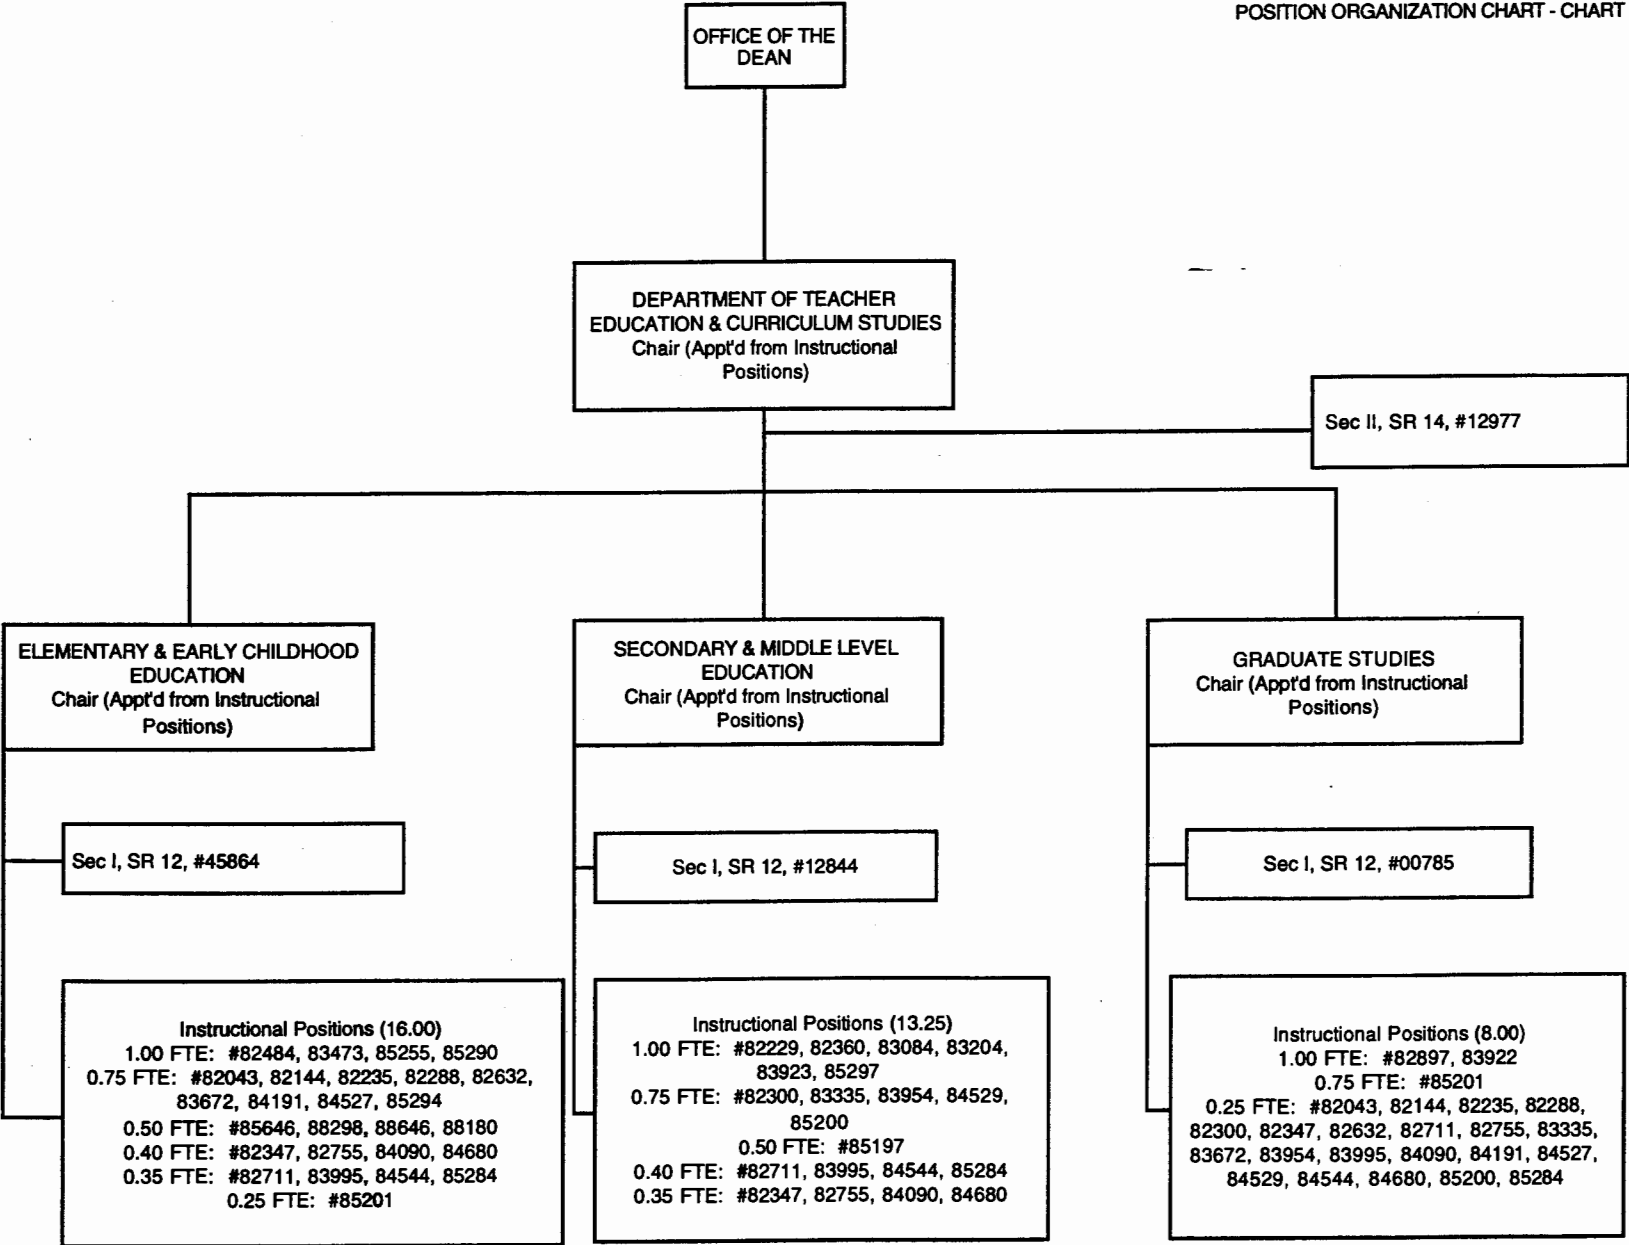 POSITION ORGANIZATION CHART - CHART
OFFICE OF THE
DEAN
DEPARTMENT OF TEACHER
EDUCATION & CURRICULUM STUDIES
Chair (Appt'd from Instructional
Positions)
Sec II, SR 14, #12977
ELEMENTARY & EARLY CHILDHOOD
EDUCATION
Chair (Appt'd from Instructional
Positions)
SECONDARY & MIDDLE LEVEL
EDUCATION
Chair (Appt'd from Instructional
Positions)
GRADUATE STUDIES
Chair (Appt'd from Instructional
Positions)
Sec I, SR 12, #45864
Sec I, SR 12, #12844
Sec I, SR 12, #00785
Instructional Positions (16.00)
1.00 FTE: #82484, 83473, 85255, 85290
0.75 FTE: #82043, 82144, 82235, 82288, 82632,
83672, 84191, 84527, 85294
0.50 FTE: #85646, 88298, 88646, 88180
0.40 FTE: #82347, 82755, 84090, 84680
0.35 FTE: #82711, 83995, 84544, 85284
0.25 FTE: #85201
Instructional Positions (13.25)
1.00 FTE: #82229, 82360, 83084, 83204,
83923, 85297
0.75 FTE: #82300, 83335, 83954, 84529,
85200
0.50 FTE: #85197
0.40 FTE: #82711, 83995, 84544, 85284
0.35 FTE: #82347, 82755, 84090, 84680
Instructional Positions (8.00)
1.00 FTE: #82897, 83922
0.75 FTE: #85201
0.25 FTE: #82043, 82144, 82235, 82288,
82300, 82347, 82632, 82711, 82755, 83335,
83672, 83954, 83995, 84090, 84191, 84527,
84529, 84544, 84680, 85200, 85284